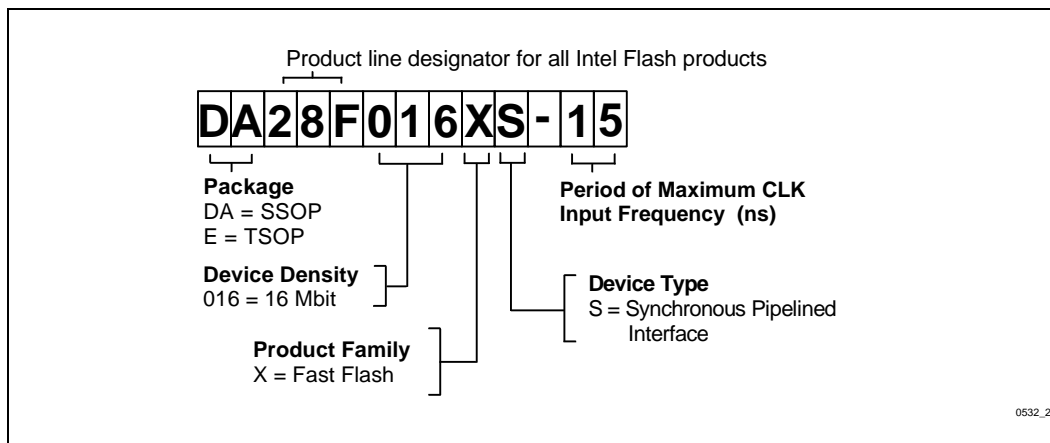 Product line designator for all Intel Flash products
DA28F016XS-15
Package
DA = SSOP
E = TSOP
Period of Maximum CLK
Input Frequency (ns)
Device Density
016 = 16 Mbit
Device Type
S = Synchronous Pipelined
Interface
Product Family
X = Fast Flash
0532_2